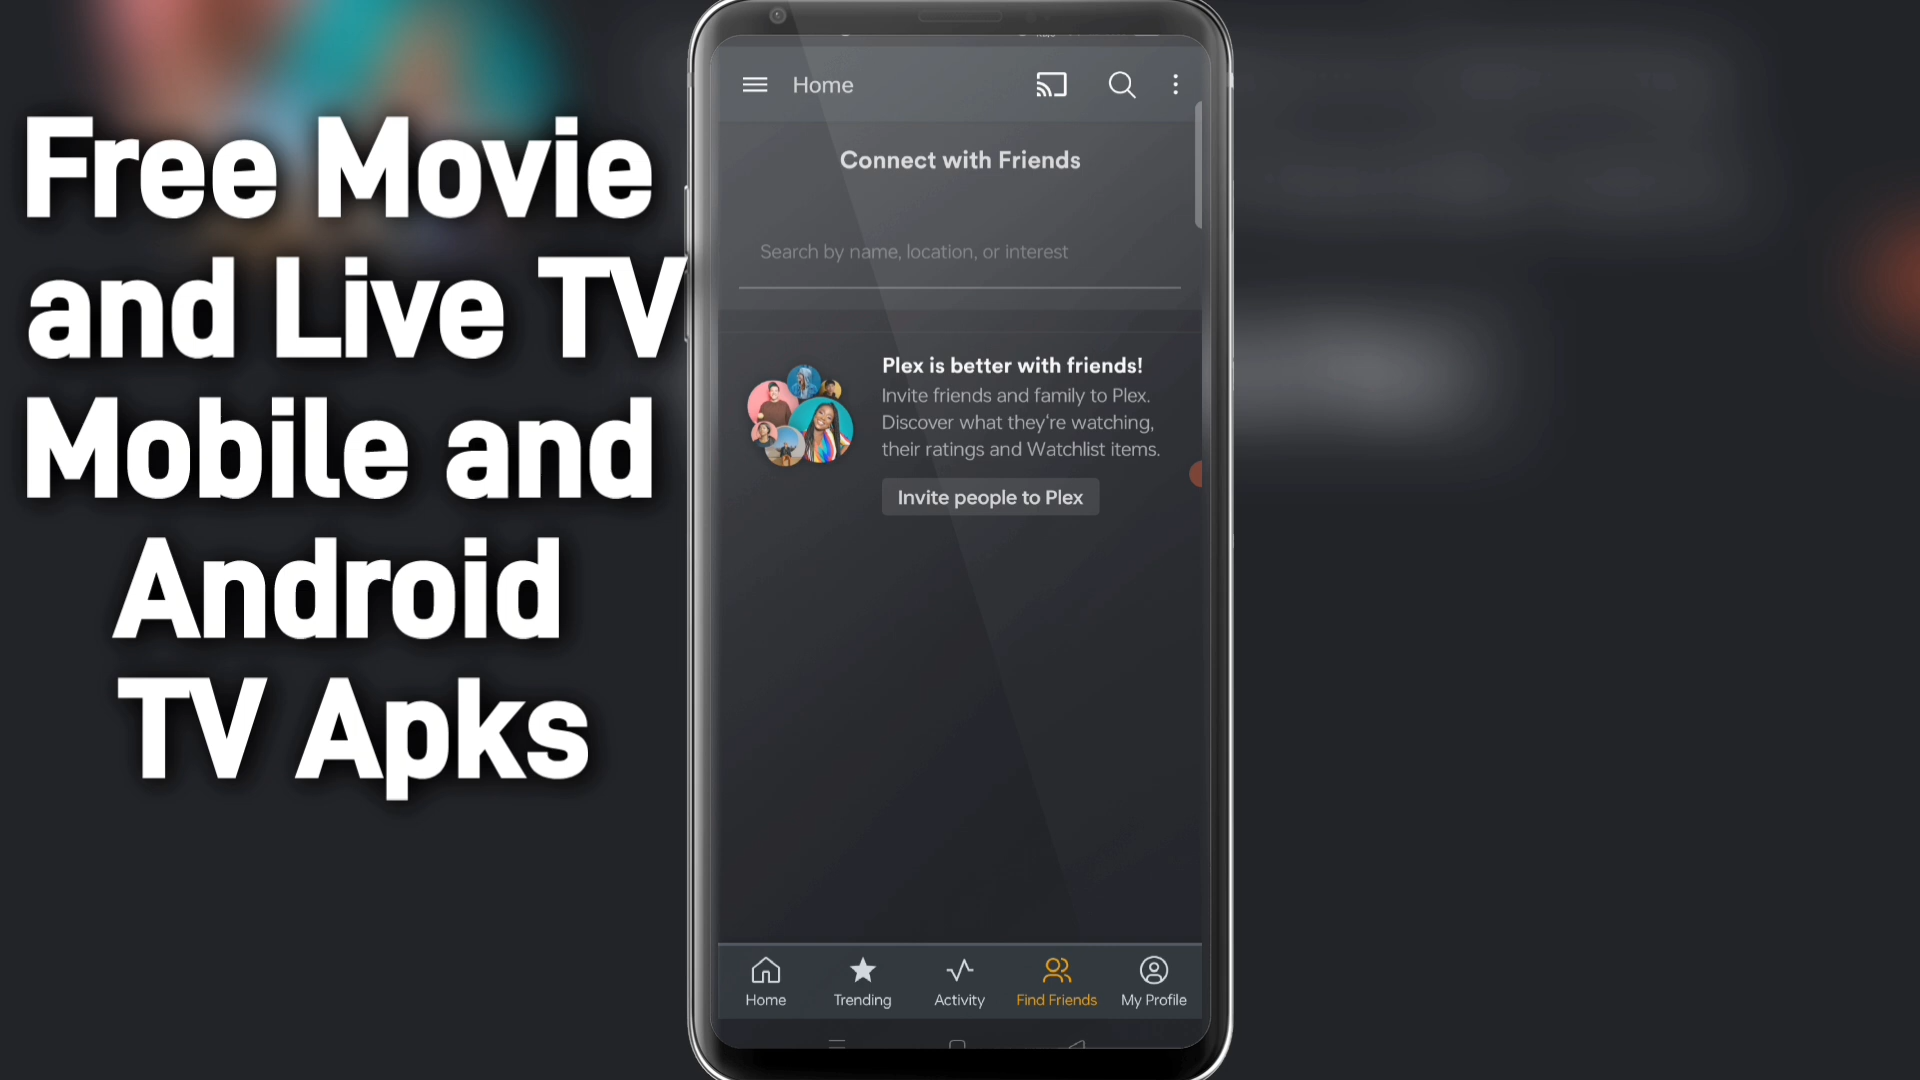 Free Movie
and Live TV
Mobile and
Android
TV Apks
Home
Connect with Friends
Search by name, location, or interest
Plex is better with friends!
Invite friends and family to Plex.
Discover what they're watching,
their ratings and Watchlist items.
Invite people to Plex
Home
Trending
Activity
Find Friends
My Profile